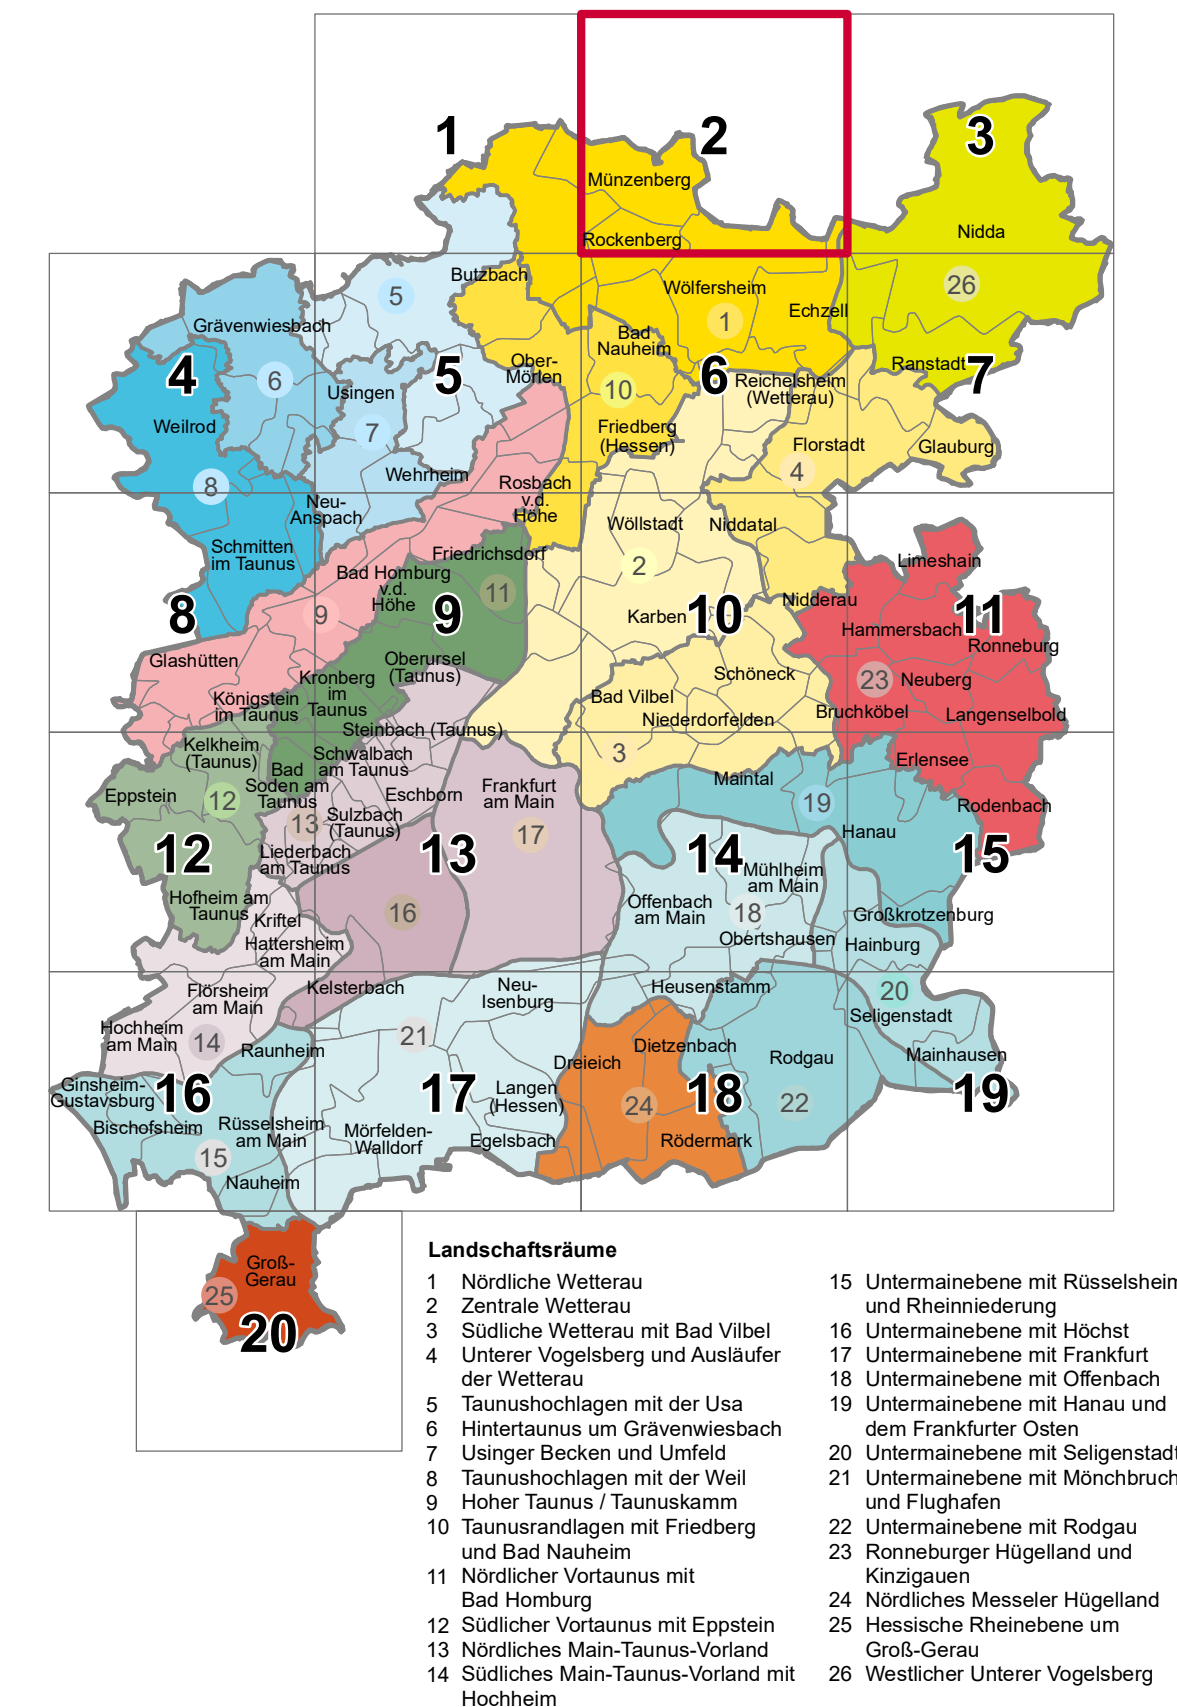 1
2
3
Münzenberg
Rockenberg
Nidda
Butzbach
5
Wölfersheim
26
Echzell
1
Grävenwiesbach
Bad
Nauheim
Ober-
Mörlen
Ranstadt
4
5
6
7
6
Usingen
10
Reichelsheim
(Wetterau)
Weilrod
7
Friedberg
(Hessen)
Florstadt
Glauburg
Wehrheim
4
8
Rosbach
v.d.
Höhe
Neu-
Anspach
Wöllstadt
Niddatal
Schmitten
im Taunus
Friedrichsdorf
Limeshain
Bad Homburg
v.d.
Höhe
2
11
Nidderau
8
9
9
Karben
10
11
Hammersbach
Ronneburg
Glashütten
Oberursel
(Taunus)
Schöneck
23
Neuberg
Kronberg
im
Taunus
Königstein
im Taunus
Bad Vilbel
Niederdorfelden
Bruchköbel
Langenselbold
Steinbach (Taunus)
Kelkheim
(Taunus)
Schwalbach
am Taunus
3
Erlensee
Bad
Soden am
Taunus
Maintal
Eppstein
12
Eschborn
Frankfurt
am Main
19
Rodenbach
13
Sulzbach
(Taunus)
17
Hanau
12
Liederbach
am Taunus
13
14
15
Mühlheim
am Main
Hofheim am
Taunus
Kriftel
16
Offenbach
am Main
18
Großkrotzenburg
Hattersheim
am Main
Obertshausen
Hainburg
Flörsheim
am Main
Kelsterbach
Neu-
Isenburg
Heusenstamm
20
Seligenstadt
Hochheim
am Main
14
21
Raunheim
Dietzenbach
Dreieich
Rodgau
Mainhausen
Ginsheim-
Gustavsburg
16
17
Langen
(Hessen)
24
18
22
19
Bischofsheim
Rüsselsheim
am Main
Mörfelden-
Walldorf
Egelsbach
Rödermark
15
Nauheim
Groß-
Gerau
25
20
Landschaftsräume
1 Nördliche Wetterau
2 Zentrale Wetterau
3 Südliche Wetterau mit Bad Vilbel
4 Unterer Vogelsberg und Ausläufer
der Wetterau
5 Taunushochlagen mit der Usa
6 Hintertaunus um Grävenwiesbach
7 Usinger Becken und Umfeld
8 Taunushochlagen mit der Weil
9 Hoher Taunus / Taunuskamm
10 Taunusrandlagen mit Friedberg
und Bad Nauheim
11 Nördlicher Vortaunus mit
Bad Homburg
12 Südlicher Vortaunus mit Eppstein
13 Nördliches Main-Taunus-Vorland
14 Südliches Main-Taunus-Vorland mit
Hochheim
15 Untermainebene mit Rüsselsheim
und Rheinniederung
16 Untermainebene mit Höchst
17 Untermainebene mit Frankfurt
18 Untermainebene mit Offenbach
19 Untermainebene mit Hanau und
dem Frankfurter Osten
20 Untermainebene mit Seligenstadt
21 Untermainebene mit Mönchbruch
und Flughafen
22 Untermainebene mit Rodgau
23 Ronneburger Hügelland und
Kinzigauen
24 Nördliches Messeler Hügelland
25 Hessische Rheinebene um
Groß-Gerau
26 Westlicher Unterer Vogelsberg